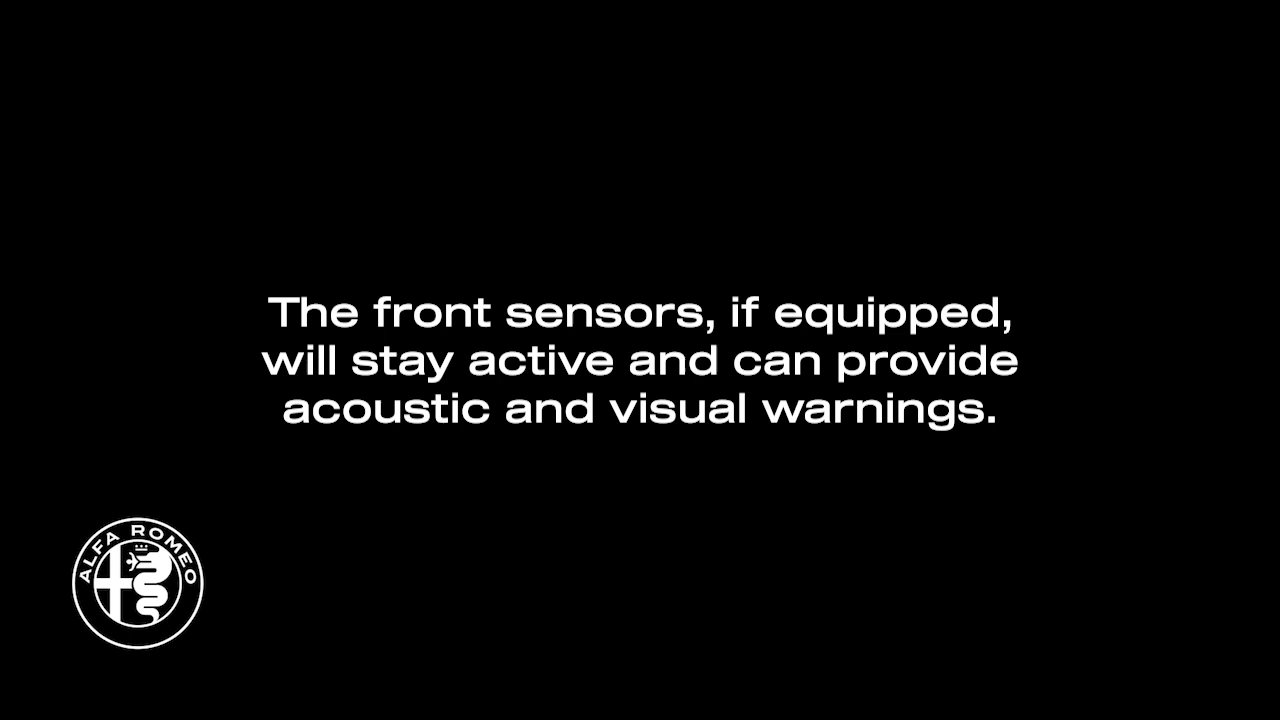 The front sensors, if equipped,
will stay active and can provide
acoustic and visual warnings.
ALFA ROMEO